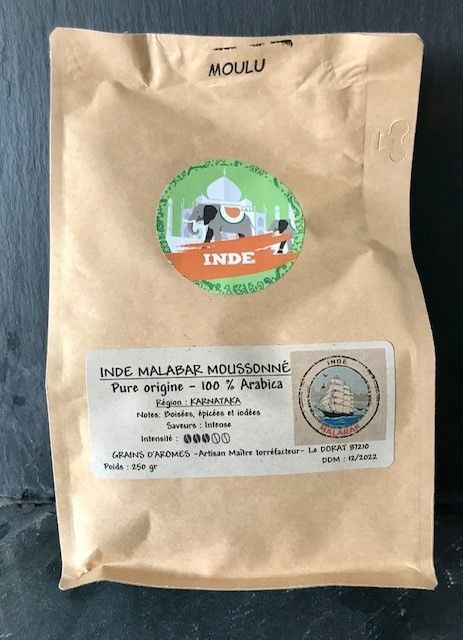 MOULU
INDE
INDE MALABAR MOUSSONNÉ
Pure origine - 100 % Arabica
Région : KARNATAKA
Notes: Boisées, épicées et iodées
Saveurs : Intense
Intensité :
INDE
MALABAR
GRAINS D'AROMES -Artisan Maître torréfacteur- Le DORAT 87210
Poids : 250 gr
DDM : 12/2022